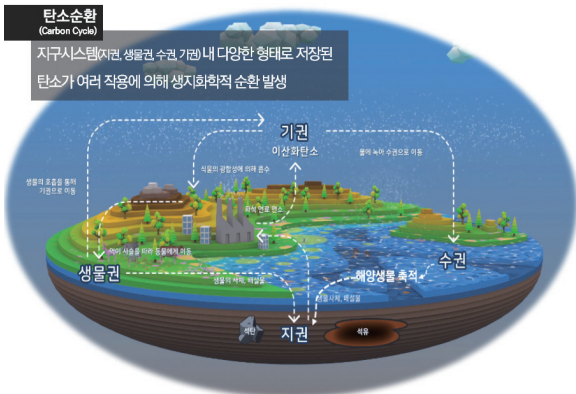 탄소순환
(Carbon Cycle)
지구시스템(지권, 생물권, 수권, 기권) 내 다양한 형태로 저장된
탄소가 여러 작용에 의해 생지화학적 순환 발생
기권
이산화탄소
물에 녹아 수권으로 이동
식물의 광합성에 의해 흡수
생물의 호흡을 통해
기권으로 이동
화석 연료 연소
먹이 사슬을 따라 동물에게 이동
생물권
수권
생물의 사체, 배설물
해양생물 축적
생물사체, 배설물
석탄
지권
석유